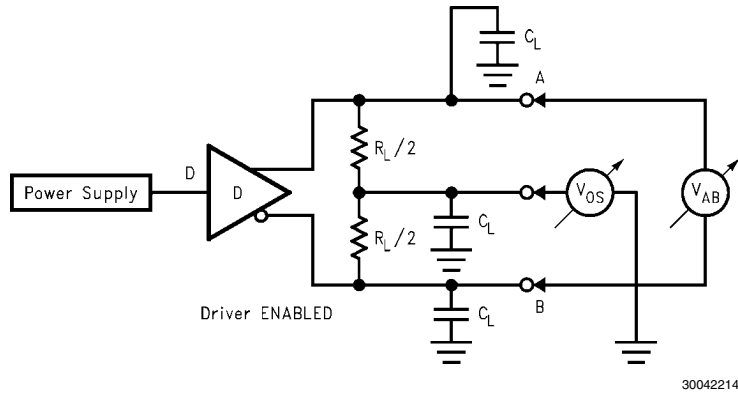 C_L
A
R_L/2
D
Power Supply
D
V_OS
V_AB
C_L
R_L/2
B
C_L
Driver ENABLED
30042214